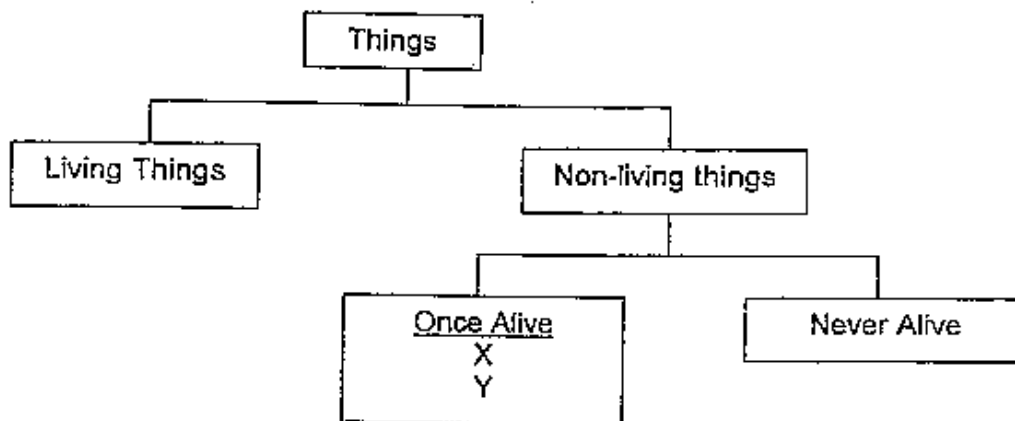 Things
Living Things
Non-living things
Once Alive
X
Y
Never Alive